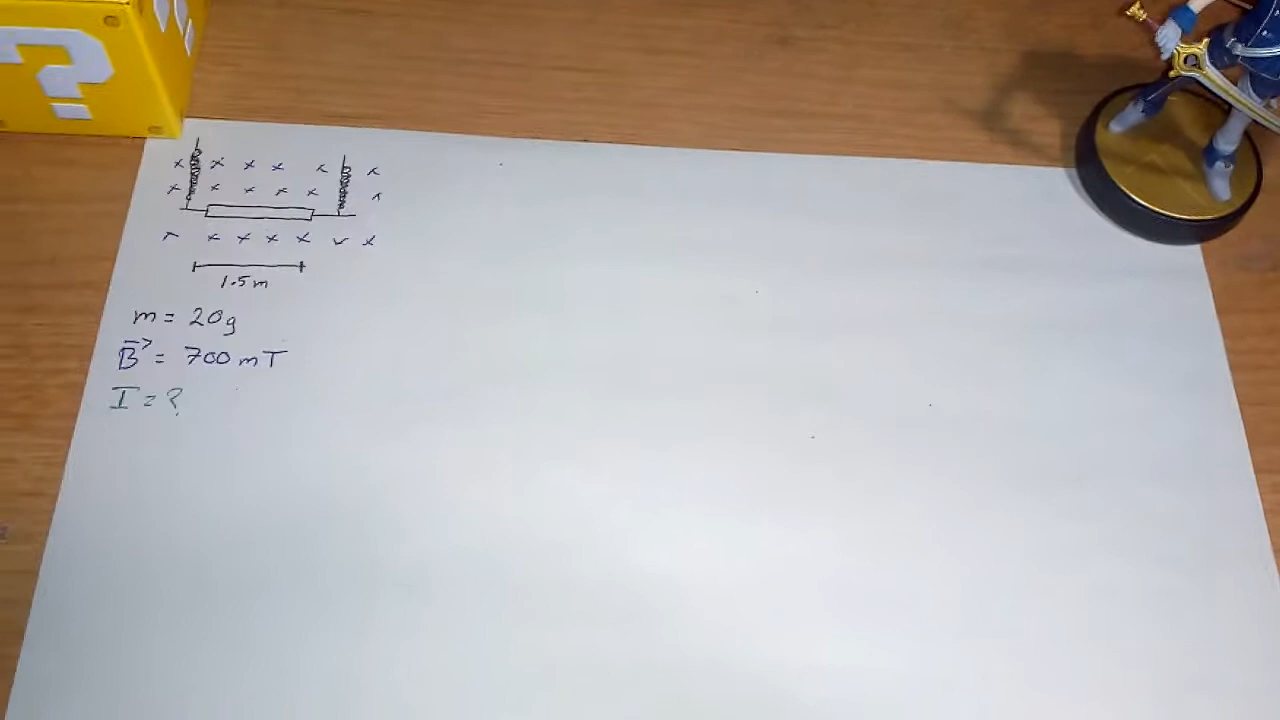 ?
x x x x x x
x x x x x x
x x x x x x x
1.5m
m = 20g
B⃗ = 700 mT
I = ?